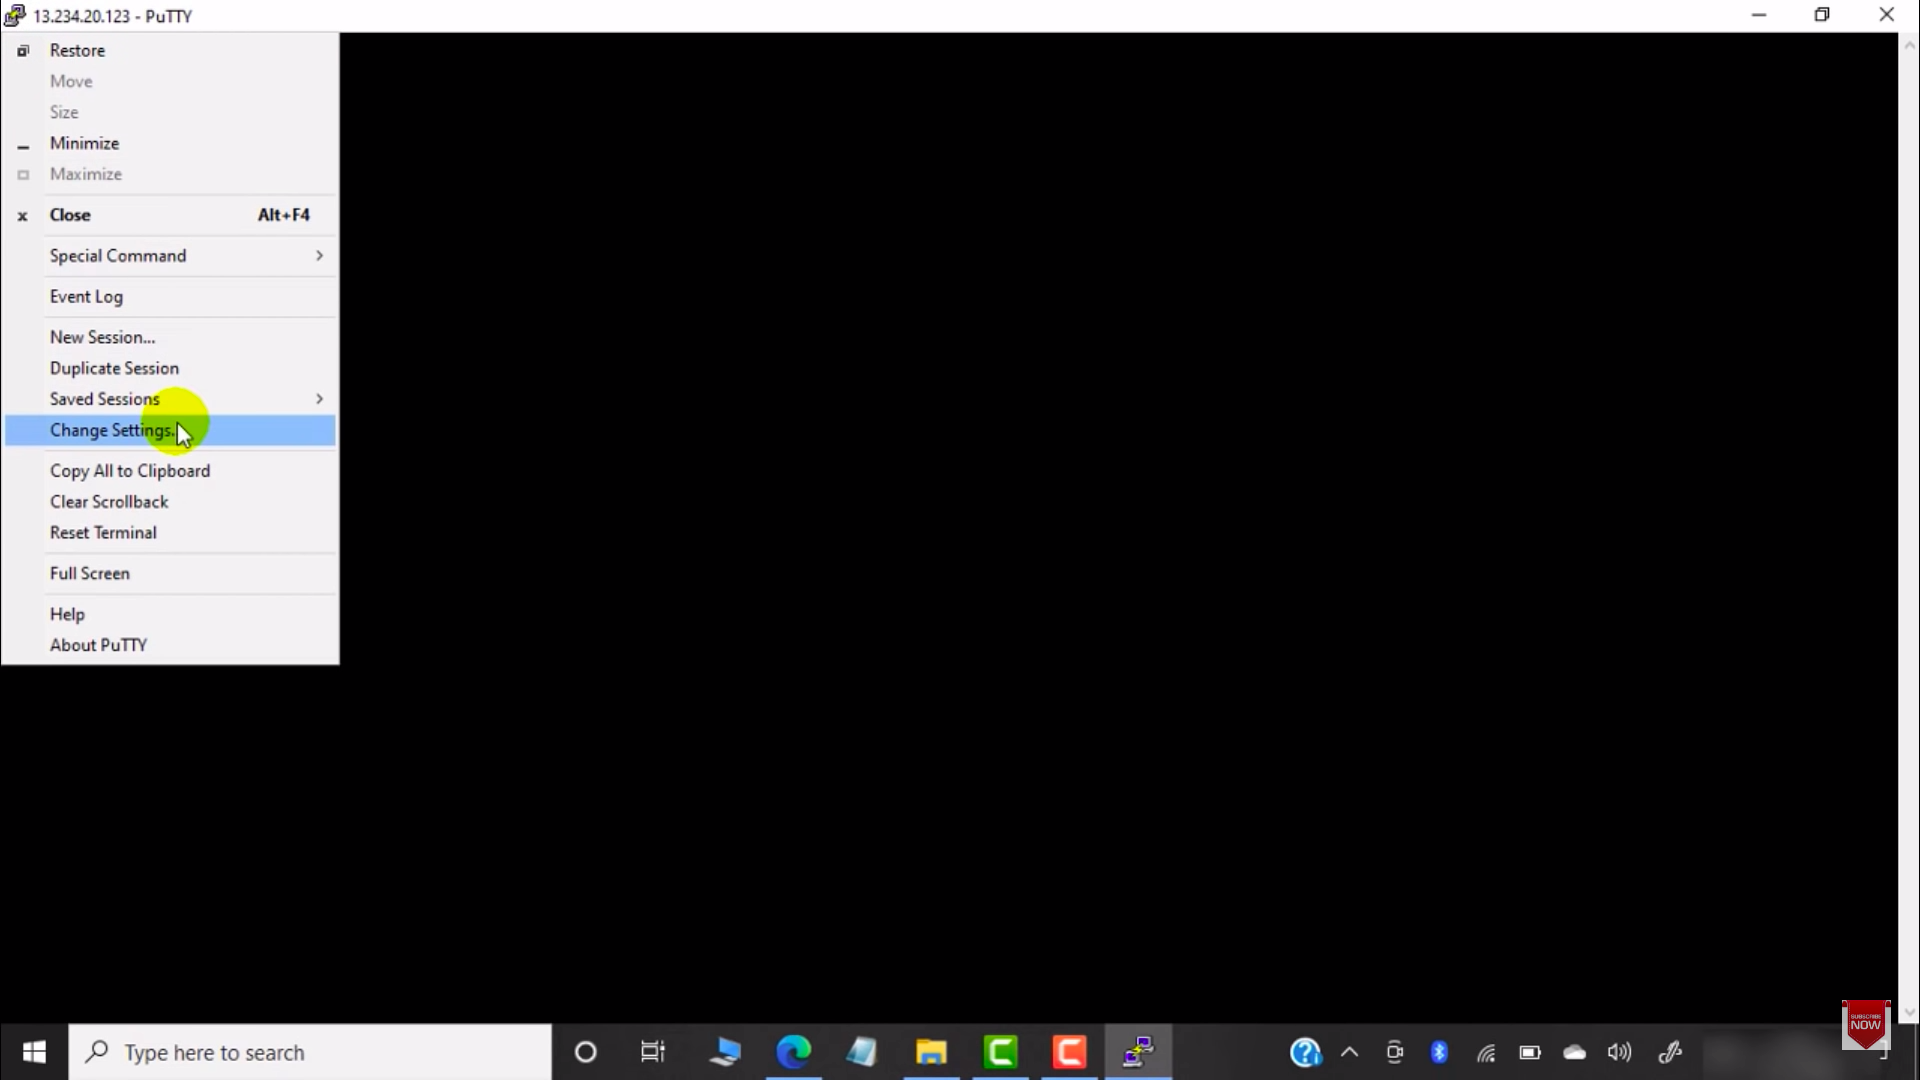 13.234.20.123 - PuTTY
Restore
Move
Size
Minimize
Maximize
Close Alt+F4
Special Command
Event Log
New Session...
Duplicate Session
Saved Sessions
Change Settings...
Copy All to Clipboard
Clear Scrollback
Reset Terminal
Full Screen
Help
About PuTTY
SUBSCRIBE
NOW
Type here to search